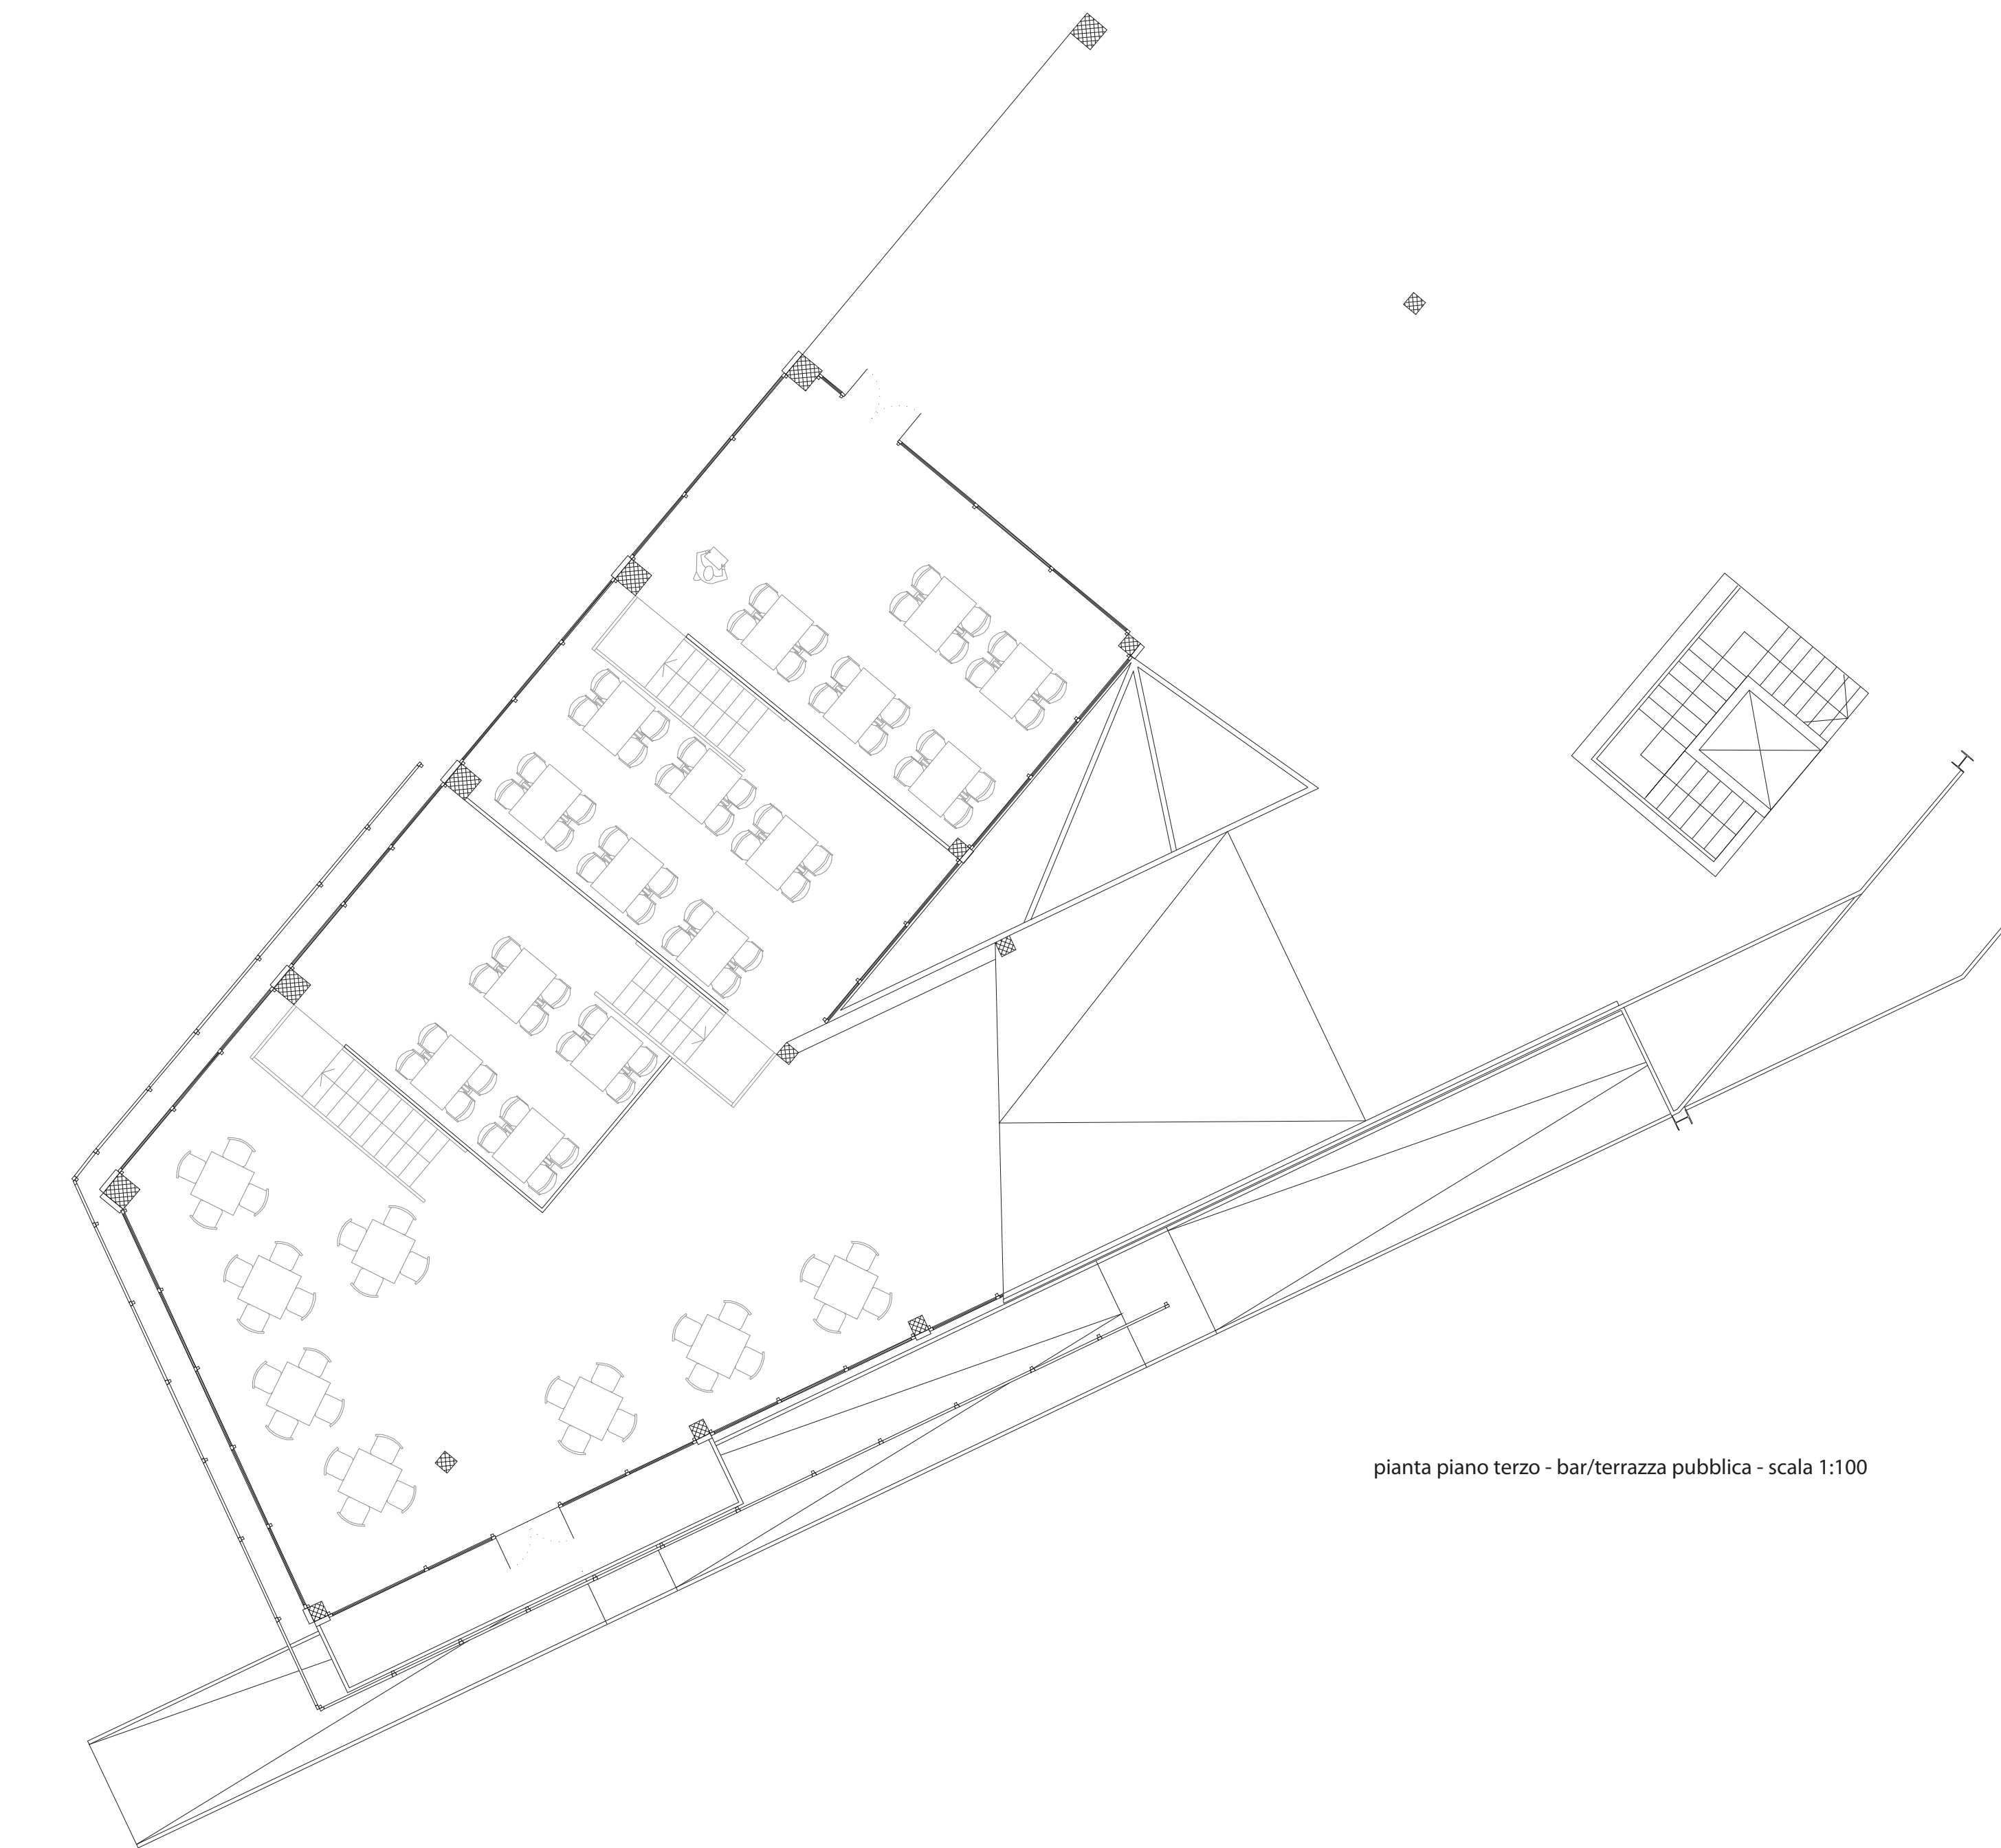 pianta piano terzo - bar/terrazza pubblica - scala 1:100